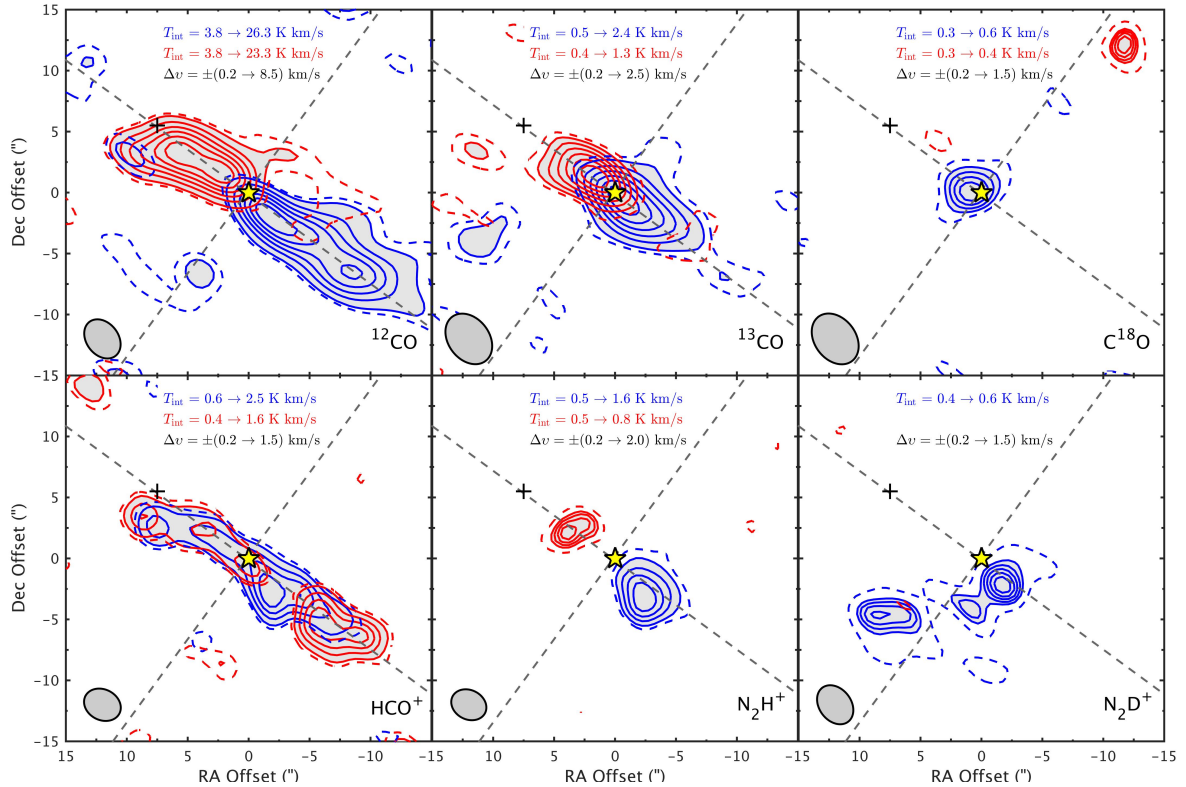 T_int = 3.8 → 26.3 K km/s
T_int = 3.8 → 23.3 K km/s
Δυ = ±(0.2 → 8.5) km/s
¹²CO
T_int = 0.5 → 2.4 K km/s
T_int = 0.4 → 1.3 K km/s
Δυ = ±(0.2 → 2.5) km/s
¹³CO
T_int = 0.3 → 0.6 K km/s
T_int = 0.3 → 0.4 K km/s
Δυ = ±(0.2 → 1.5) km/s
C¹⁸O
15
10
5
0
−5
−10
−15
Dec Offset (")
T_int = 0.6 → 2.5 K km/s
T_int = 0.4 → 1.6 K km/s
Δυ = ±(0.2 → 1.5) km/s
HCO⁺
T_int = 0.5 → 1.6 K km/s
T_int = 0.5 → 0.8 K km/s
Δυ = ±(0.2 → 2.0) km/s
N₂H⁺
T_int = 0.4 → 0.6 K km/s
Δυ = ±(0.2 → 1.5) km/s
N₂D⁺
10
5
0
−5
−10
−15
Dec Offset (")
15 10 5 0 −5 −10 15 10 5 0 −5 −10 15 10 5 0 −5 −10 −15
RA Offset (") RA Offset (") RA Offset (")